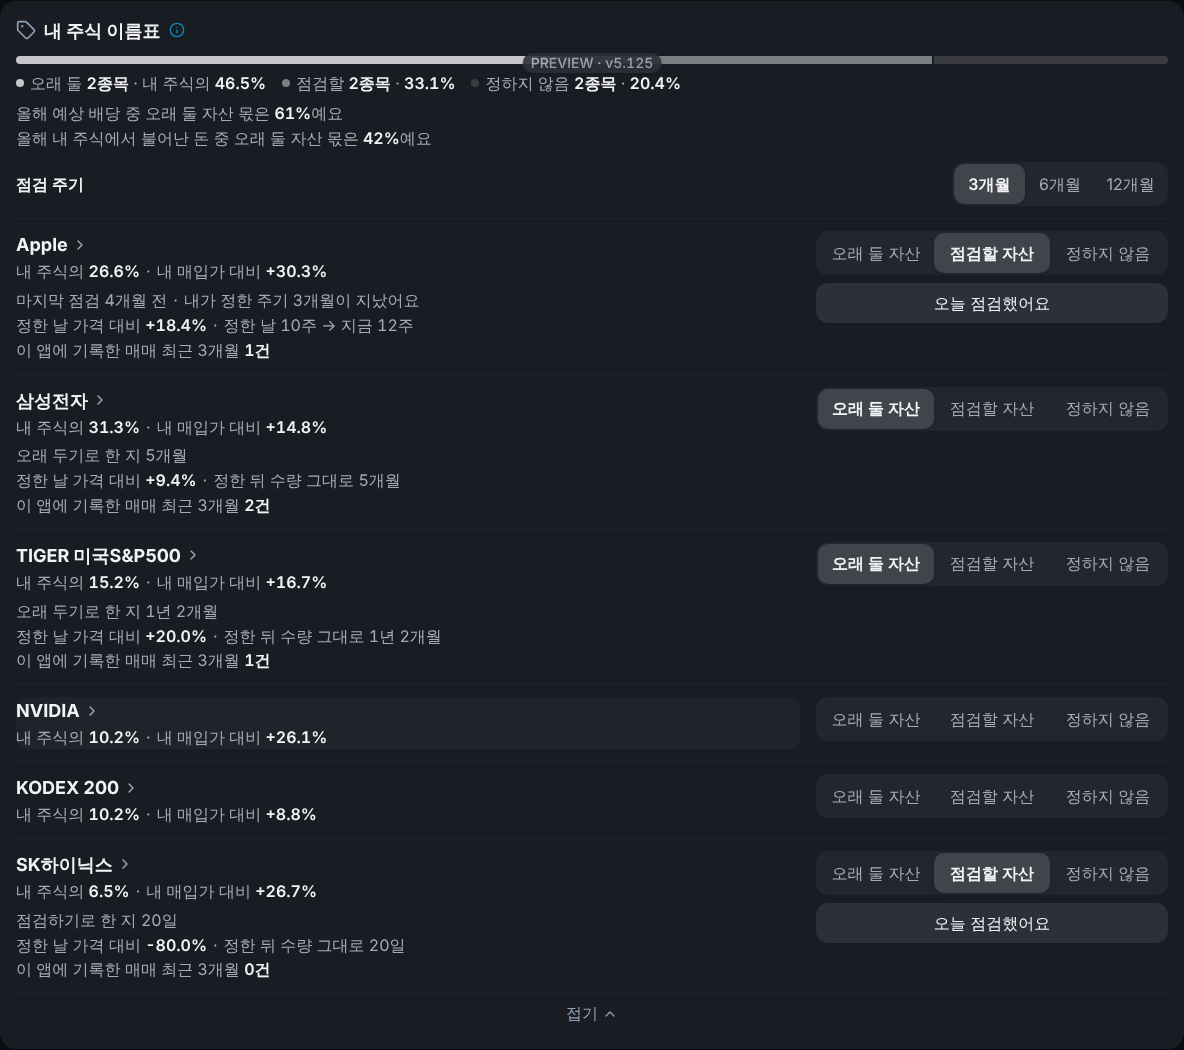 내 주식 이름표
PREVIEW · v5.125
오래 둘 2종목 · 내 주식의 46.5% 점검할 2종목 · 33.1% 정하지 않음 2종목 · 20.4%
올해 예상 배당 중 오래 둘 자산 몫은 61%예요
올해 내 주식에서 불어난 돈 중 오래 둘 자산 몫은 42%예요
점검 주기 3개월 6개월 12개월
Apple
오래 둘 자산 점검할 자산 정하지 않음
내 주식의 26.6% · 내 매입가 대비 +30.3%
마지막 점검 4개월 전 · 내가 정한 주기 3개월이 지났어요
오늘 점검했어요
정한 날 가격 대비 +18.4% · 정한 날 10주 → 지금 12주
이 앱에 기록한 매매 최근 3개월 1건
삼성전자
오래 둘 자산 점검할 자산 정하지 않음
내 주식의 31.3% · 내 매입가 대비 +14.8%
오래 두기로 한 지 5개월
정한 날 가격 대비 +9.4% · 정한 뒤 수량 그대로 5개월
이 앱에 기록한 매매 최근 3개월 2건
TIGER 미국S&P500
오래 둘 자산 점검할 자산 정하지 않음
내 주식의 15.2% · 내 매입가 대비 +16.7%
오래 두기로 한 지 1년 2개월
정한 날 가격 대비 +20.0% · 정한 뒤 수량 그대로 1년 2개월
이 앱에 기록한 매매 최근 3개월 1건
NVIDIA
오래 둘 자산 점검할 자산 정하지 않음
내 주식의 10.2% · 내 매입가 대비 +26.1%
KODEX 200
오래 둘 자산 점검할 자산 정하지 않음
내 주식의 10.2% · 내 매입가 대비 +8.8%
SK하이닉스
오래 둘 자산 점검할 자산 정하지 않음
내 주식의 6.5% · 내 매입가 대비 +26.7%
점검하기로 한 지 20일
오늘 점검했어요
정한 날 가격 대비 -80.0% · 정한 뒤 수량 그대로 20일
이 앱에 기록한 매매 최근 3개월 0건
접기